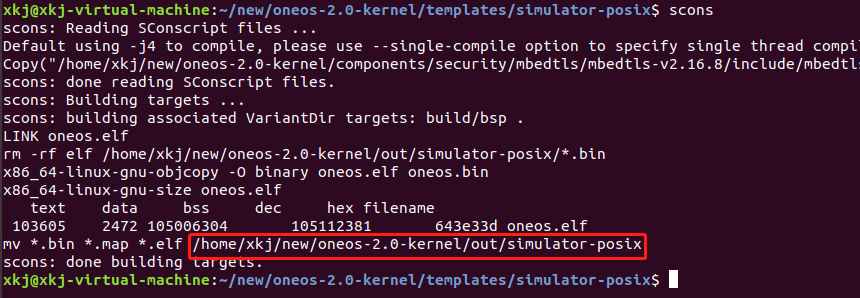 xkj@xkj-virtual-machine:~/new/oneos-2.0-kernel/templates/simulator-posix$ scons
scons: Reading SConscript files ...
Default using -j4 to compile, please use --single-compile option to specify single thread compil
Copy("/home/xkj/new/oneos-2.0-kernel/components/security/mbedtls/mbedtls-v2.16.8/include/mbedtls
scons: done reading SConscript files.
scons: Building targets ...
scons: building associated VariantDir targets: build/bsp .
LINK oneos.elf
rm -rf elf /home/xkj/new/oneos-2.0-kernel/out/simulator-posix/*.bin
x86_64-linux-gnu-objcopy -O binary oneos.elf oneos.bin
x86_64-linux-gnu-size oneos.elf
   text    data     bss     dec     hex filename
 103605    2472 105006304       105112381        643e33d oneos.elf
mv *.bin *.map *.elf /home/xkj/new/oneos-2.0-kernel/out/simulator-posix
scons: done building targets.
xkj@xkj-virtual-machine:~/new/oneos-2.0-kernel/templates/simulator-posix$